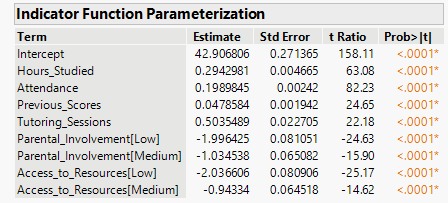 Indicator Function Parameterization
Term Estimate Std Error t Ratio Prob>|t|
Intercept 42.906806 0.271365 158.11 <.0001*
Hours_Studied 0.2942981 0.004665 63.08 <.0001*
Attendance 0.1989845 0.00242 82.23 <.0001*
Previous_Scores 0.0478584 0.001942 24.65 <.0001*
Tutoring_Sessions 0.5035489 0.022705 22.18 <.0001*
Parental_Involvement[Low] -1.996425 0.081051 -24.63 <.0001*
Parental_Involvement[Medium] -1.034538 0.065082 -15.90 <.0001*
Access_to_Resources[Low] -2.036606 0.080906 -25.17 <.0001*
Access_to_Resources[Medium] -0.94334 0.064518 -14.62 <.0001*